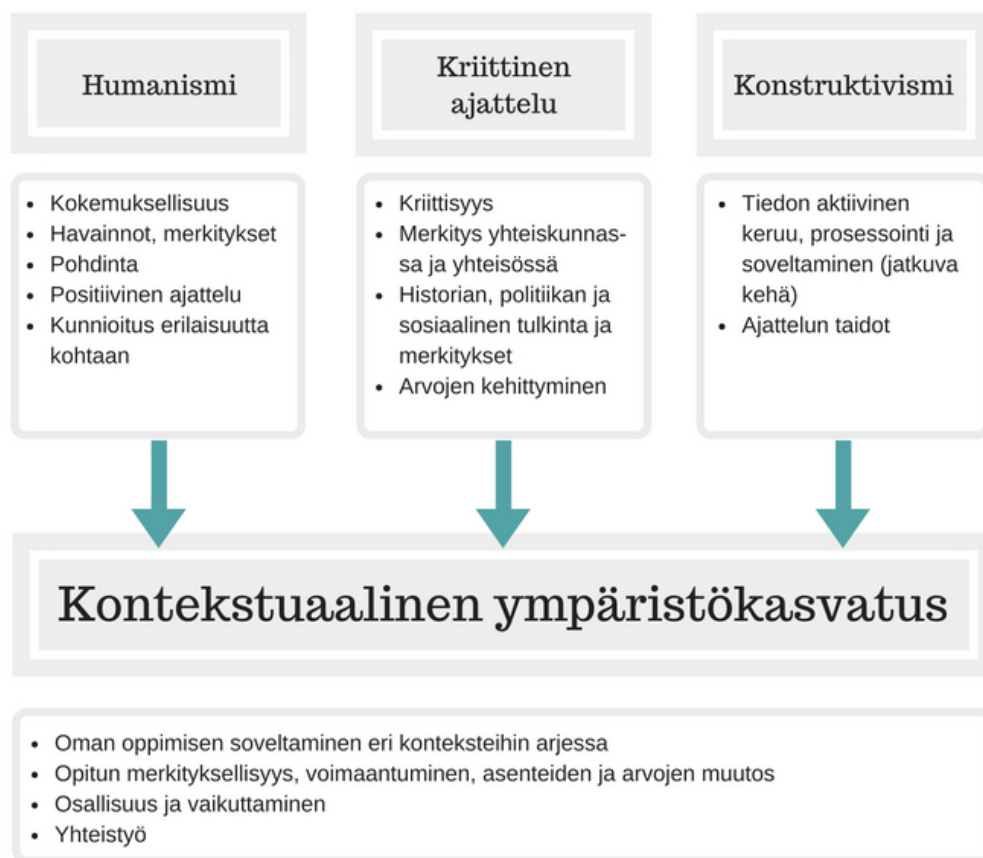 Humanismi
• Kokemuksellisuus
• Havainnot, merkitykset
• Pohdinta
• Positiivinen ajattelu
• Kunnioitus erilaisuutta
kohtaan
Kriittinen
ajattelu
• Kriittisyys
• Merkitys yhteiskunnas-
sa ja yhteisössä
• Historian, politiikan ja
sosiaalinen tulkinta ja
merkitykset
• Arvojen kehittyminen
Konstruktivismi
• Tiedon aktiivinen
keruu, prosessointi ja
soveltaminen (jatkuva
kehä)
• Ajattelun taidot
Kontekstuaalinen ympäristökasvatus
• Oman oppimisen soveltaminen eri konteksteihin arjessa
• Opitun merkityksellisyys, voimaantuminen, asenteiden ja arvojen muutos
• Osallisuus ja vaikuttaminen
• Yhteistyö